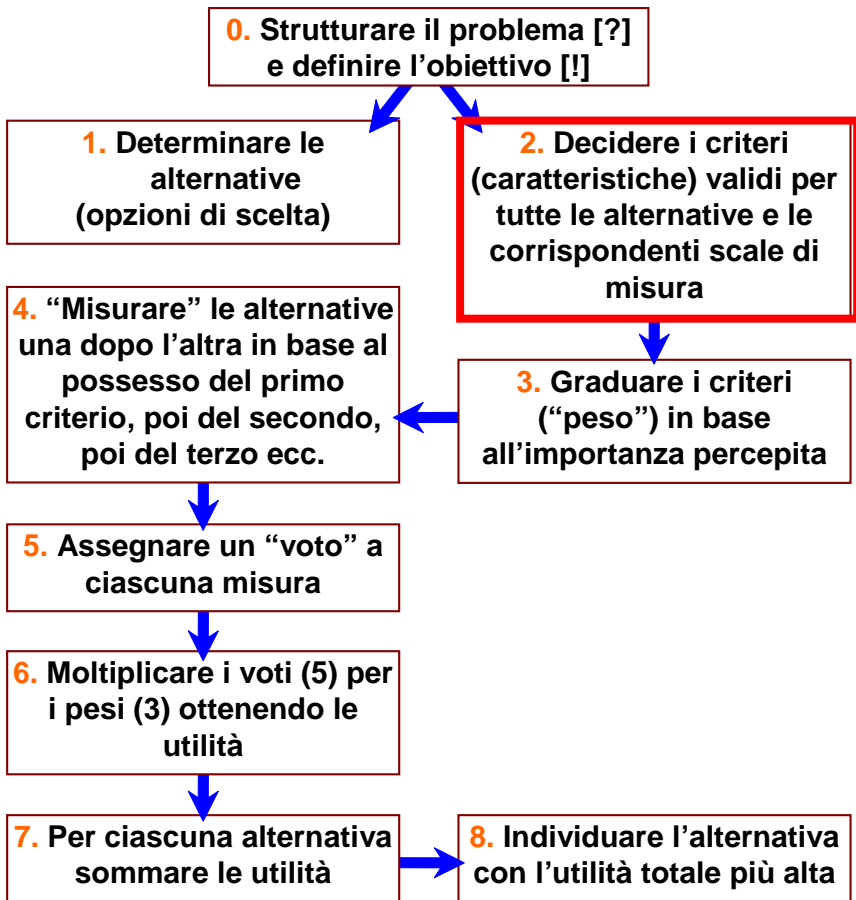 0. Strutturare il problema [?]
e definire l’obiettivo [!]
1. Determinare le
alternative
(opzioni di scelta)
2. Decidere i criteri
(caratteristiche) validi per
tutte le alternative e le
corrispondenti scale di
misura
3. Graduare i criteri
(“peso”) in base
all’importanza percepita
4. “Misurare” le alternative
una dopo l’altra in base al
possesso del primo
criterio, poi del secondo,
poi del terzo ecc.
5. Assegnare un “voto” a
ciascuna misura
6. Moltiplicare i voti (5) per
i pesi (3) ottenendo le
utilità
7. Per ciascuna alternativa
sommare le utilità
8. Individuare l’alternativa
con l’utilità totale più alta